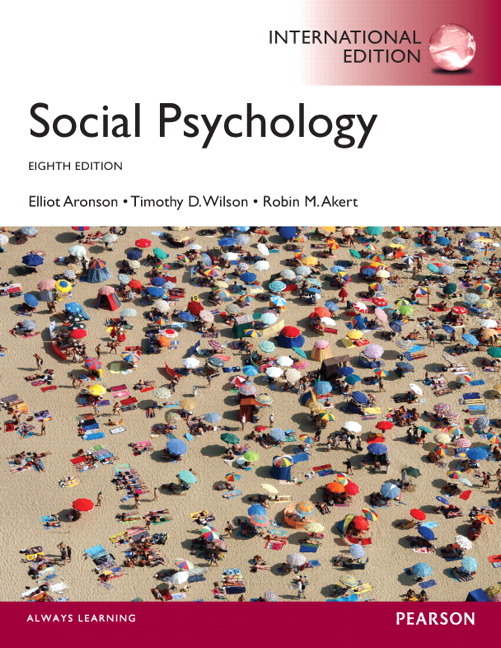 INTERNATIONAL
EDITION
Social Psychology
EIGHTH EDITION
Elliot Aronson • Timothy D. Wilson • Robin M. Akert
ALWAYS LEARNING
PEARSON